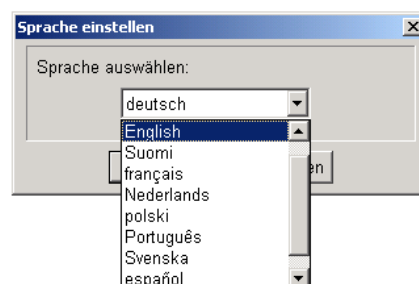 Sprache einstellen
Sprache auswählen:
deutsch
English
Suomi
français
Nederlands
polski
Português
Svenska
español